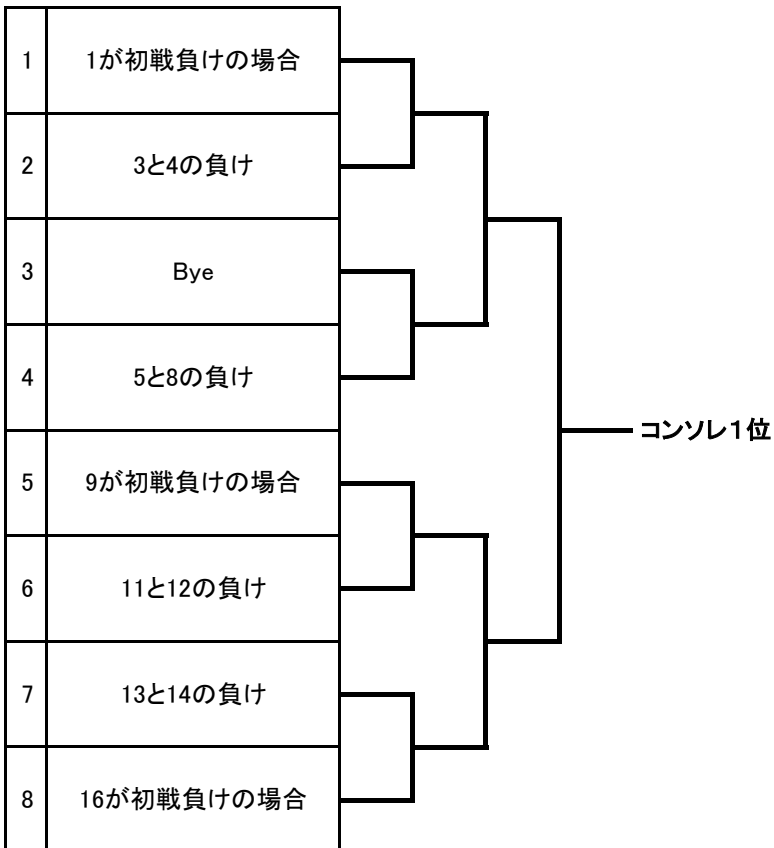 1 1が初戦負けの場合
2 3と4の負け
3 Bye
4 5と8の負け
コンソレ１位
5 9が初戦負けの場合
6 11と12の負け
7 13と14の負け
8 16が初戦負けの場合